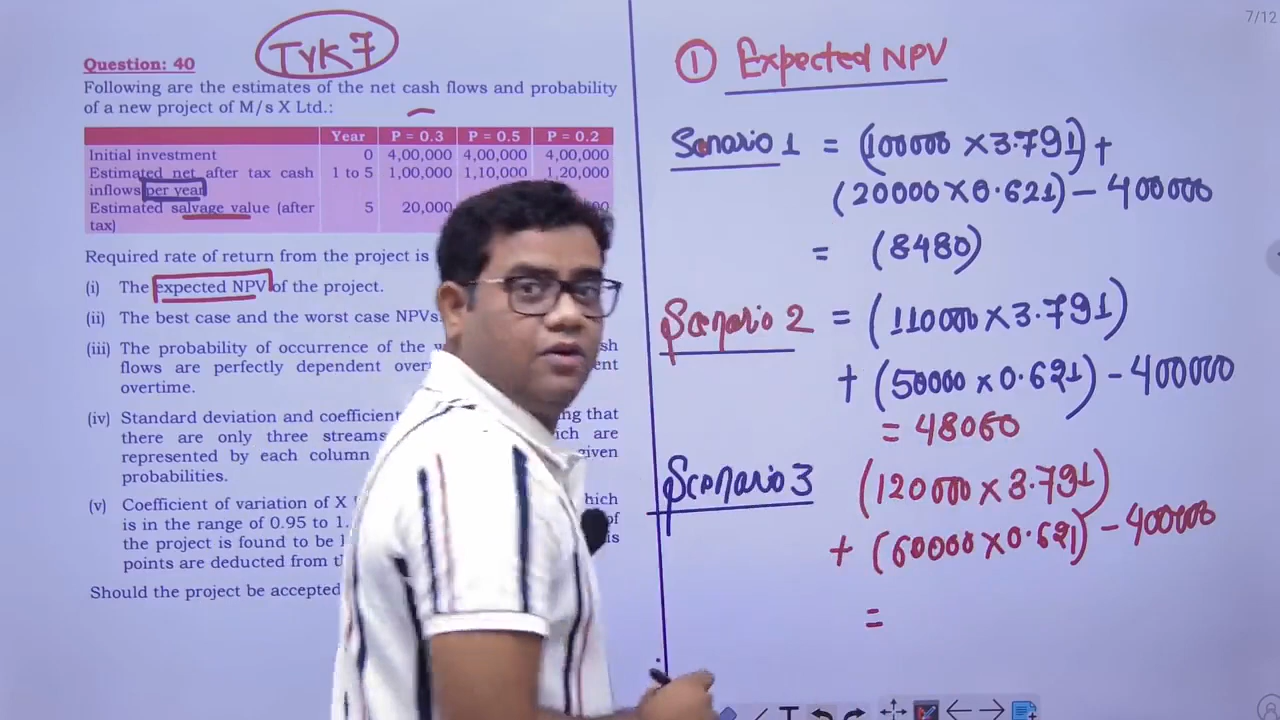 7/12
TYK 7
Question: 40
Following are the estimates of the net cash flows and probability
of a new project of M/s X Ltd.:
Year P = 0.3 P = 0.5 P = 0.2
Initial investment 0 4,00,000 4,00,000 4,00,000
Estimated net after tax cash 1 to 5 1,00,000 1,10,000 1,20,000
inflows per year
Estimated salvage value (after 5 20,000
tax)
Required rate of return from the project is
(i) The expected NPV of the project.
(ii) The best case and the worst case NPVs.
(iii) The probability of occurrence of the
flows are perfectly dependent
overtime.
(iv) Standard deviation and coefficient that
there are only three streams are
represented by each column given
probabilities.
(v) Coefficient of variation of X which
is in the range of 0.95 to 1. of
the project is found to be
points are deducted from
Should the project be accepted
① Expected NPV
Senario 1 = (100000 × 3.791) +
(20000 × 0.621) - 400000
= (8480)
Scenario 2 = (110000 × 3.791)
+ (50000 × 0.621) - 400000
= 48060
Scenario 3 (120000 × 3.791)
+ (60000 × 0.621) - 400000
=